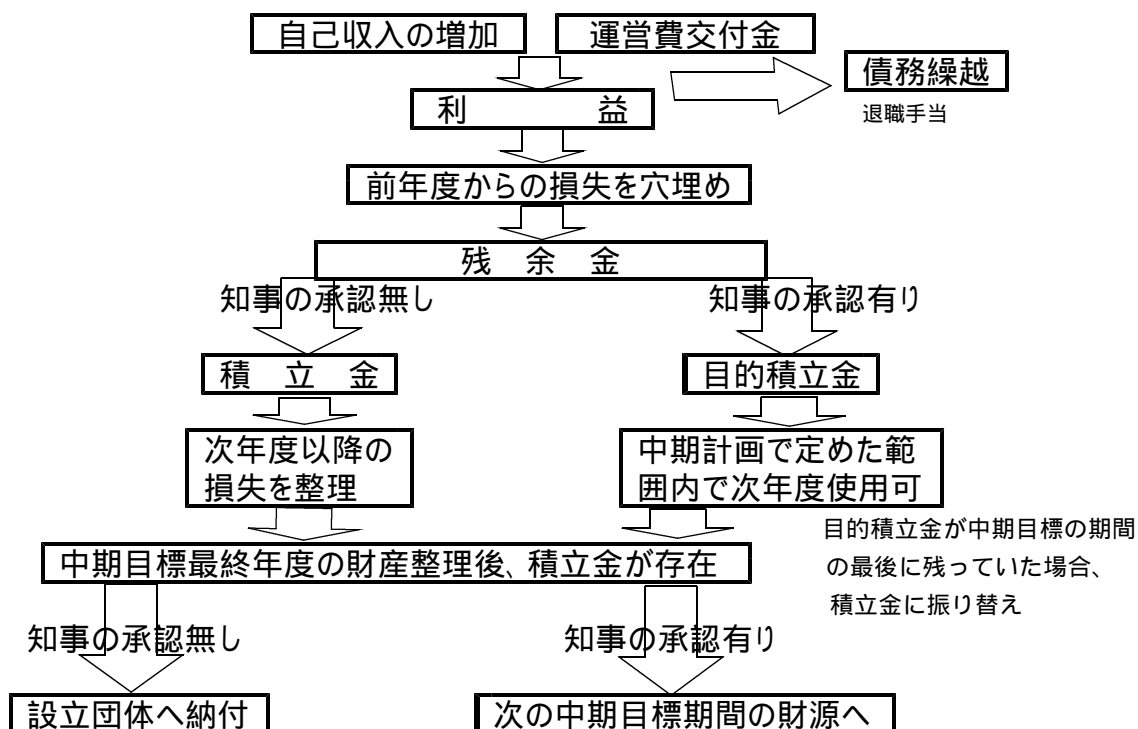 自己収入の増加
運営費交付金
債務繰越
退職手当
利　　　益
前年度からの損失を穴埋め
残　余　金
知事の承認無し
知事の承認有り
積　立　金
目的積立金
次年度以降の
損失を整理
中期計画で定めた範
囲内で次年度使用可
目的積立金が中期目標の期間
の最後に残っていた場合、
積立金に振り替え
中期目標最終年度の財産整理後、積立金が存在
知事の承認無し
知事の承認有り
設立団体へ納付
次の中期目標期間の財源へ